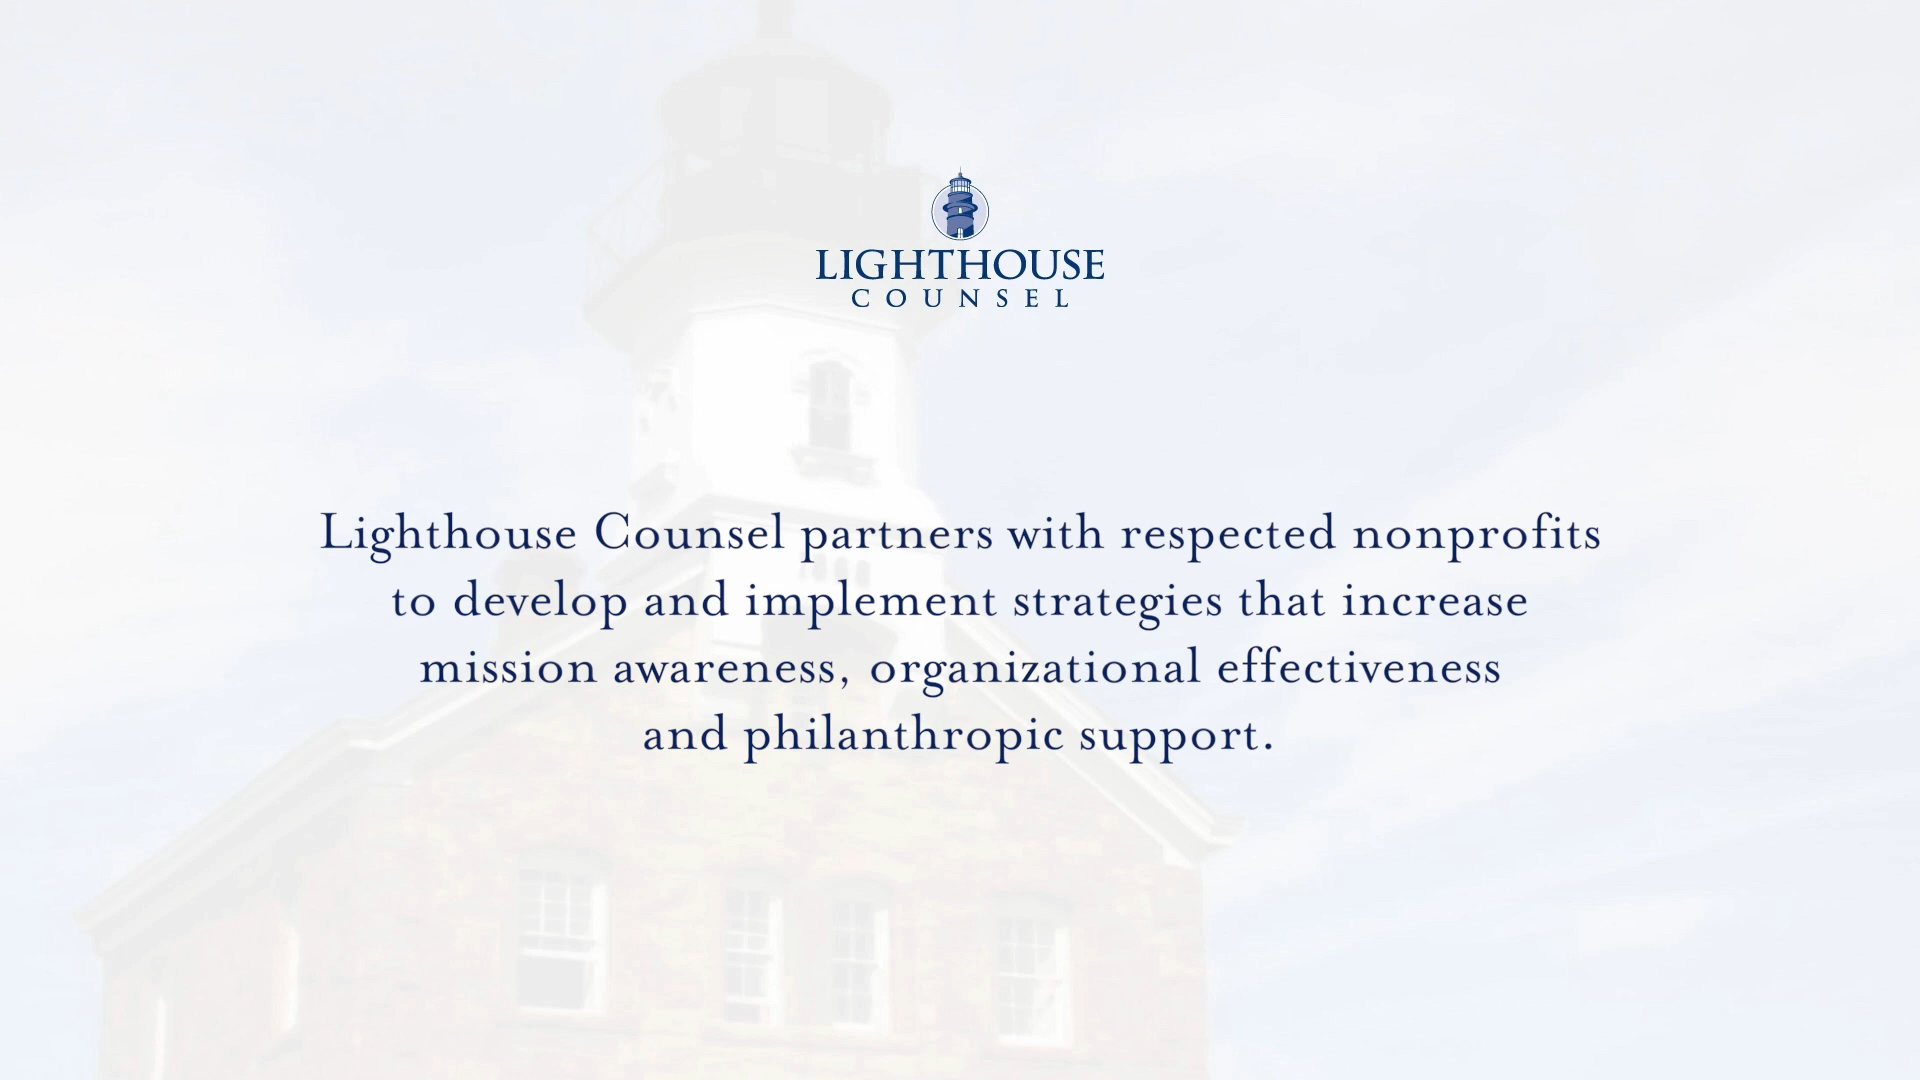 LIGHTHOUSE
COUNSEL
Lighthouse Counsel partners with respected nonprofits
to develop and implement strategies that increase
mission awareness, organizational effectiveness
and philanthropic support.